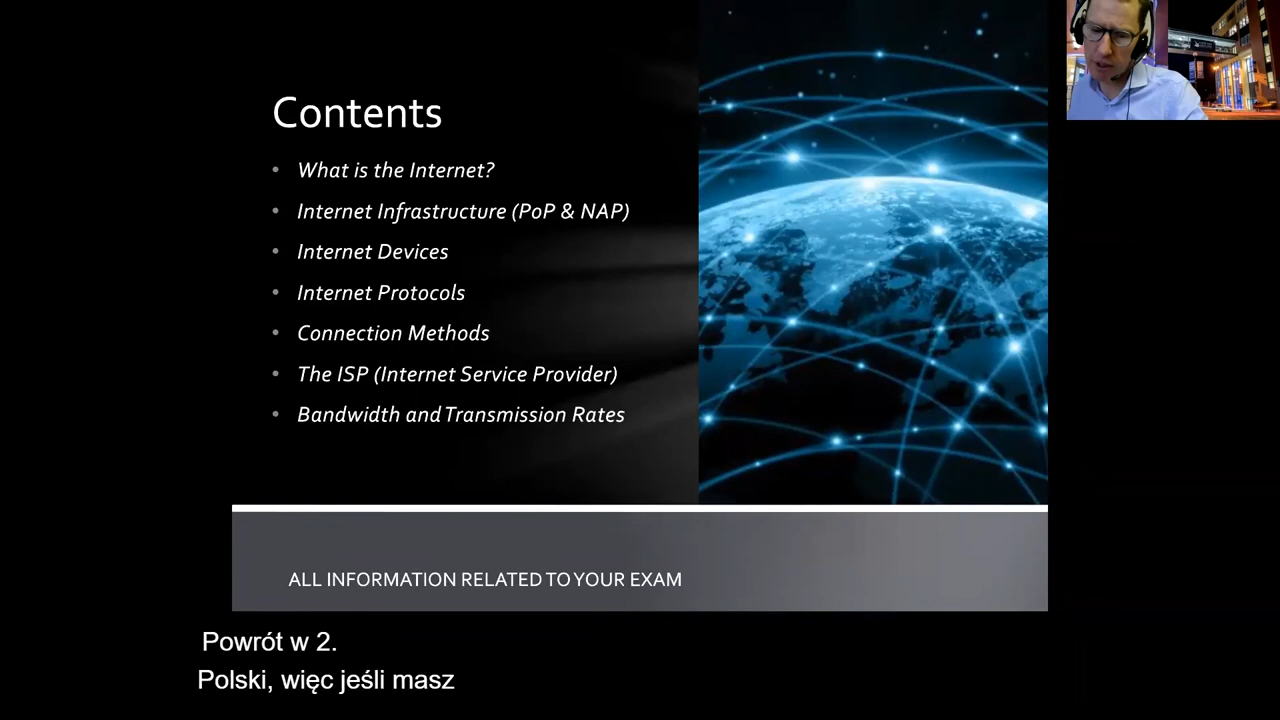 Contents
• What is the Internet?
• Internet Infrastructure (PoP & NAP)
• Internet Devices
• Internet Protocols
• Connection Methods
• The ISP (Internet Service Provider)
• Bandwidth and Transmission Rates
ALL INFORMATION RELATED TO YOUR EXAM
Powrót w 2.
Polski, więc jeśli masz